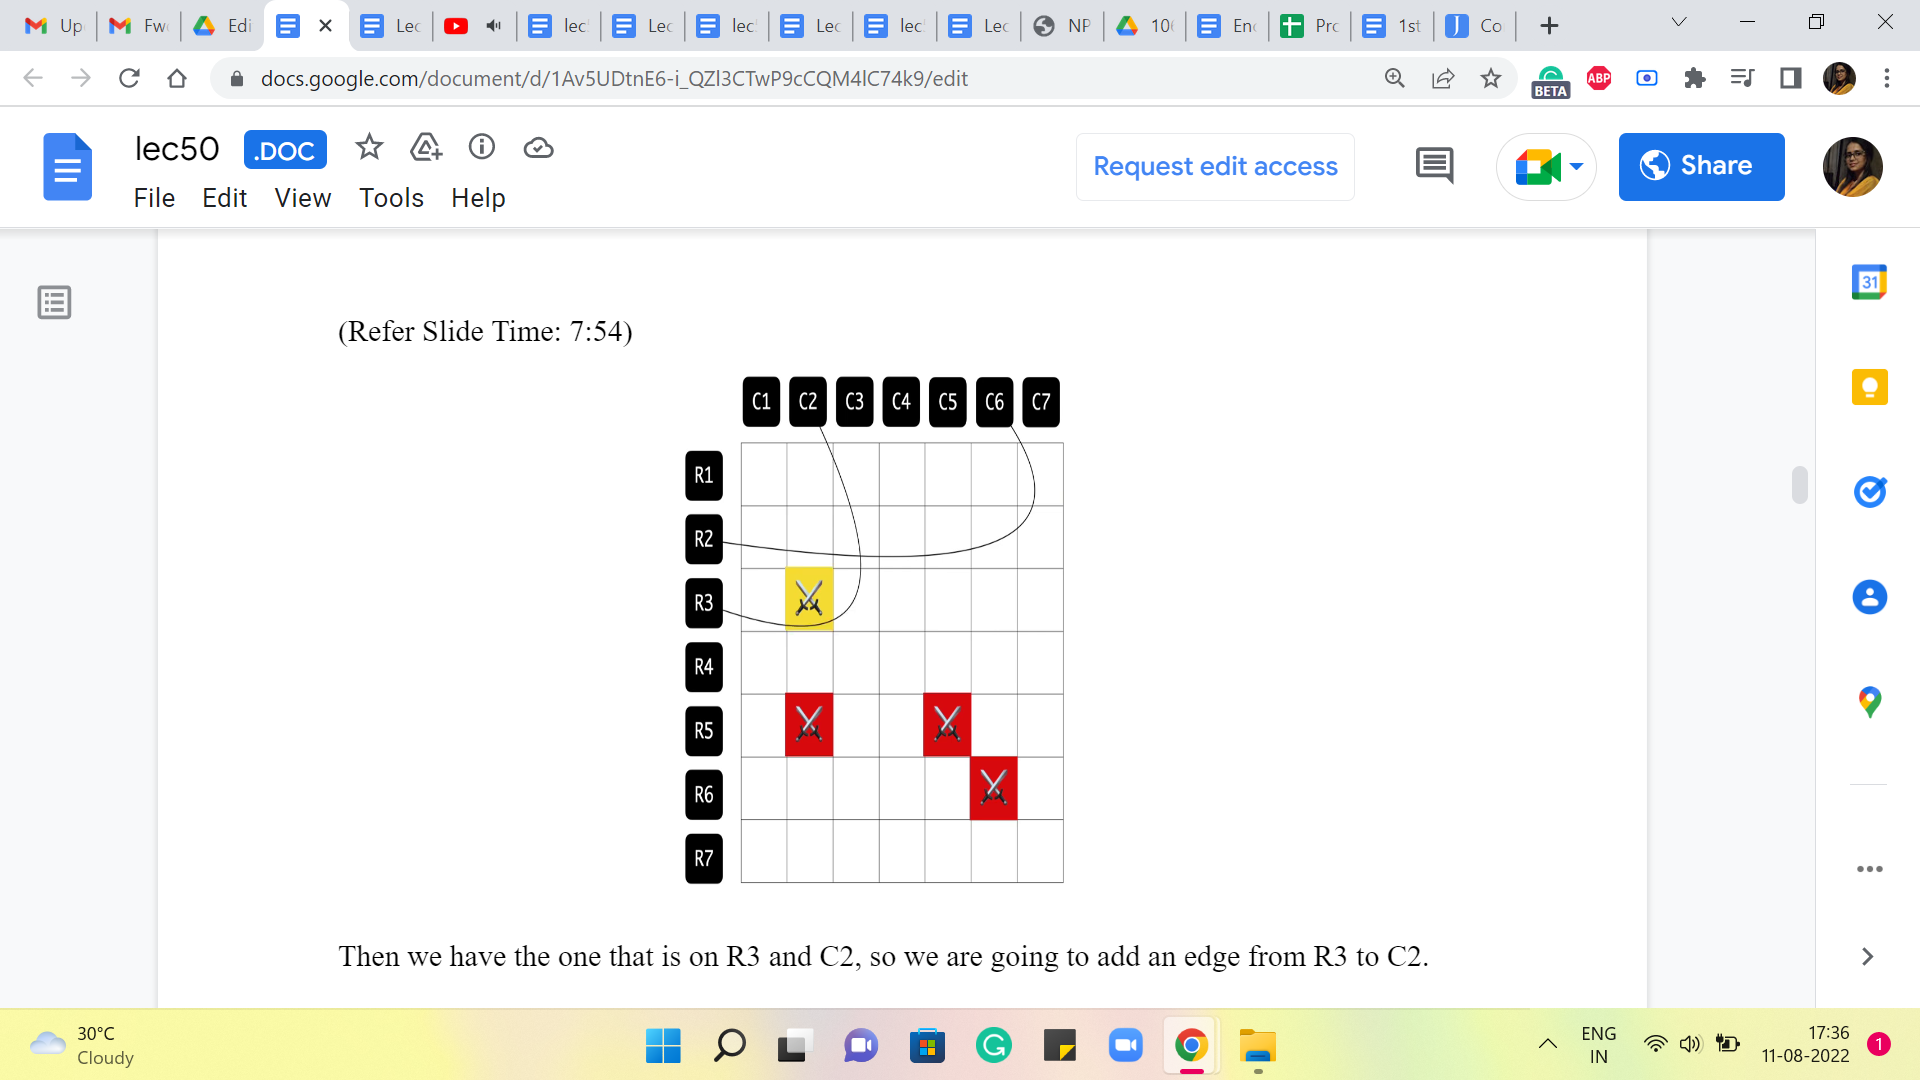 Up
Fwd
Edi
Lec
lec
Lec
lec
Lec
lec
Lec
NP
10
Enc
Pro
1st
J
Co
docs.google.com/document/d/1Av5UDtnE6-i_QZl3CTwP9cCQM4lC74k9/edit
ABP
BETA
lec50
.DOC
Request edit access
Share
File Edit View Tools Help
31
(Refer Slide Time: 7:54)
C1 C2 C3 C4 C5 C6 C7
R1
R2
R3
R4
R5
R6
R7
Then we have the one that is on R3 and C2, so we are going to add an edge from R3 to C2.
30°C
Cloudy
ENG
IN
17:36
11-08-2022
1